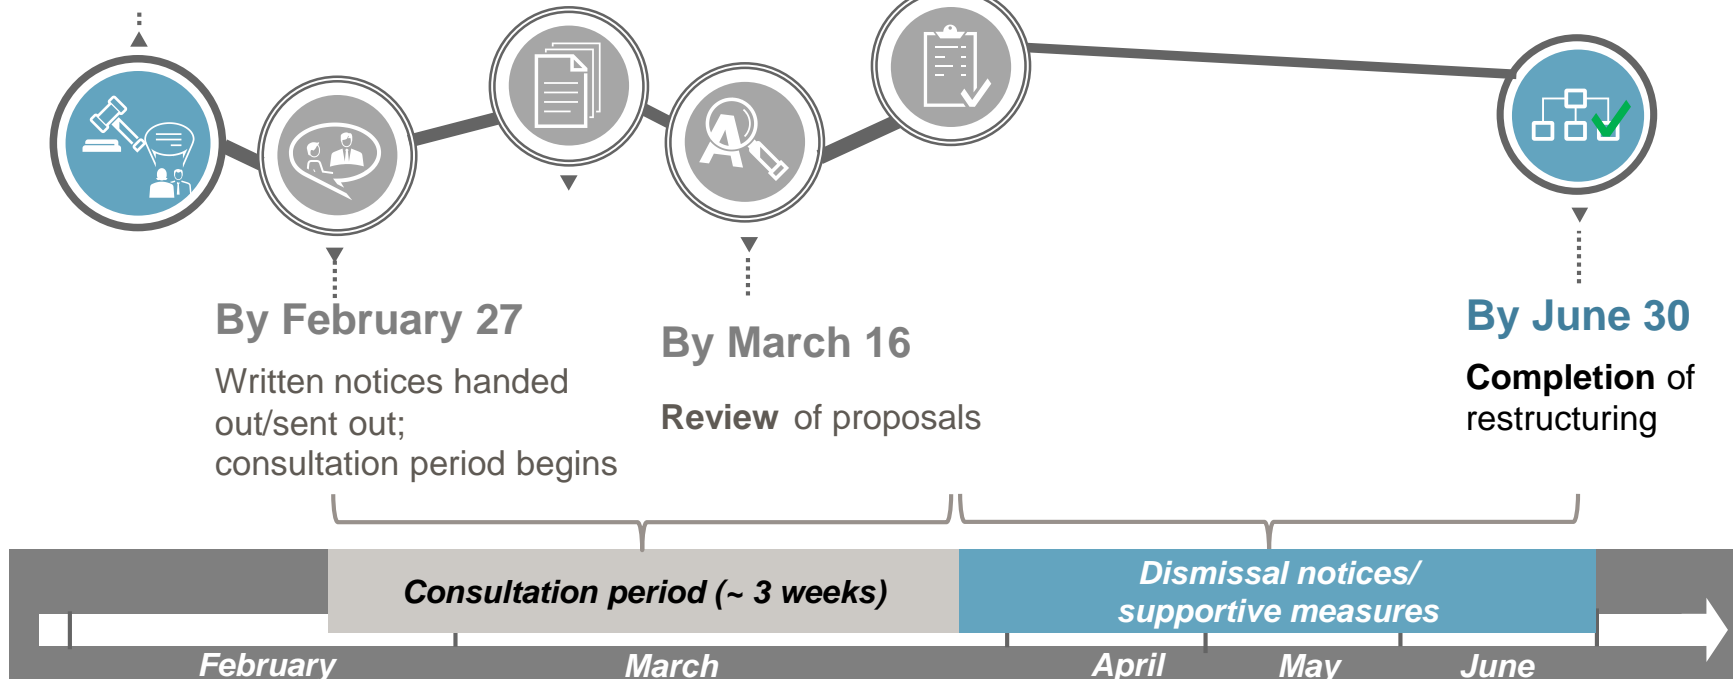 By February 27
Written notices handed
out/sent out;
consultation period begins
By March 16
Review of proposals
By June 30
Completion of
restructuring
Consultation period (~ 3 weeks)
Dismissal notices/
supportive measures
February
March
April
May
June